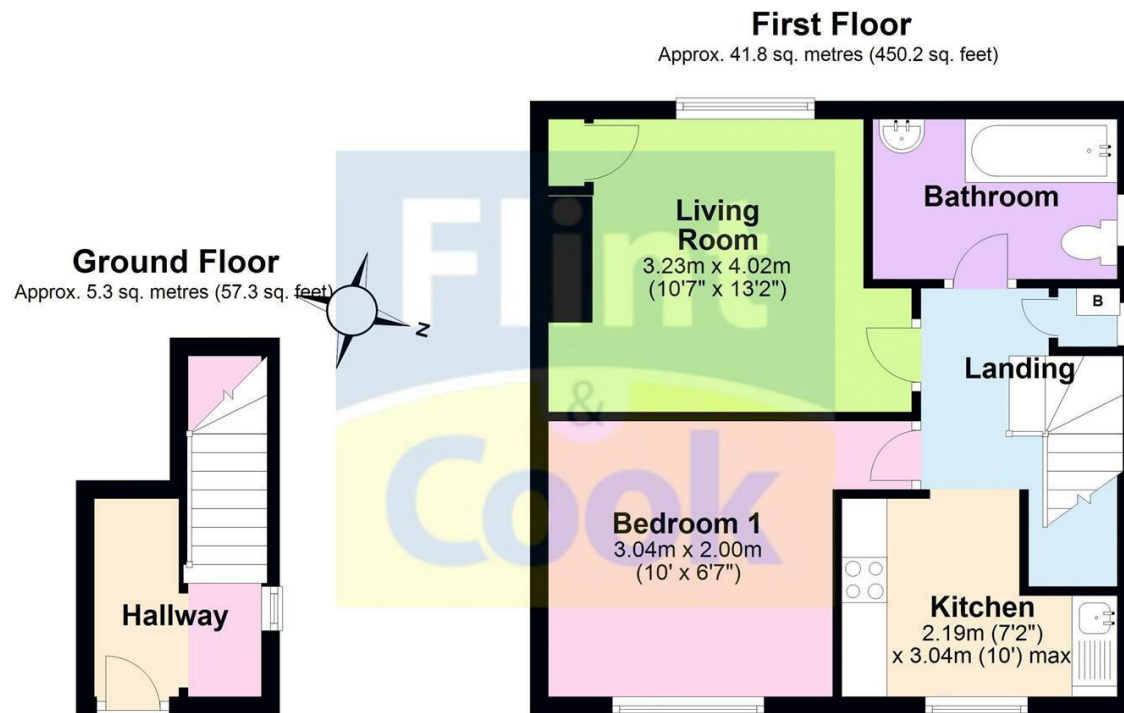 First Floor
Approx. 41.8 sq. metres (450.2 sq. feet)
Ground Floor
Approx. 5.3 sq. metres (57.3 sq. feet)
N
Flint
&
Cook
Living
Room
3.23m x 4.02m
(10'7" x 13'2")
Bathroom
B
Landing
Bedroom 1
3.04m x 2.00m
(10' x 6'7")
Hallway
Kitchen
2.19m (7'2")
x 3.04m (10') max